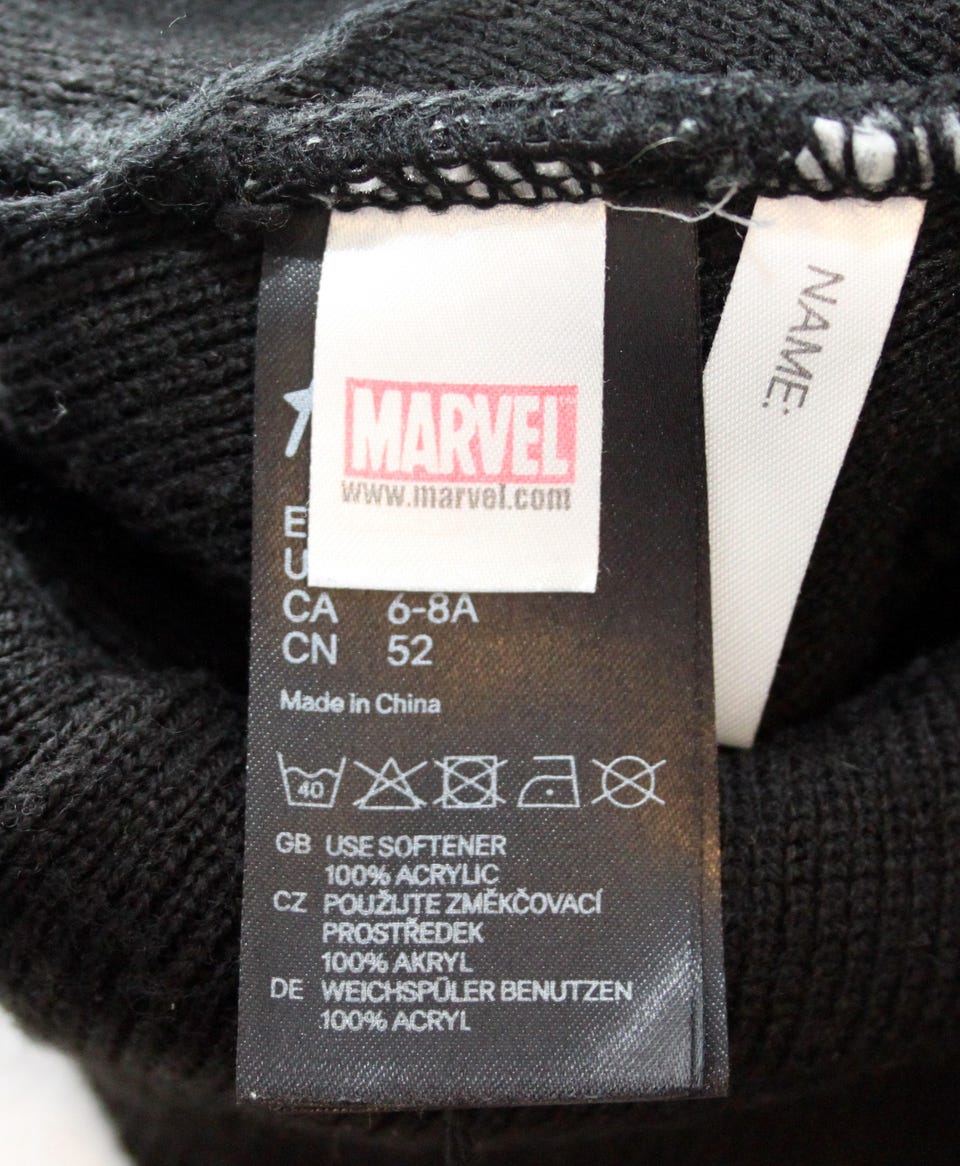 MARVEL
www.marvel.com
NAME:
E
U
CA 6-8A
CN 52
Made in China
40
GB USE SOFTENER
100% ACRYLIC
CZ POUŽIJTE ZMĚKČOVACÍ
PROSTŘEDEK
100% AKRYL
DE WEICHSPÜLER BENUTZEN
100% ACRYL